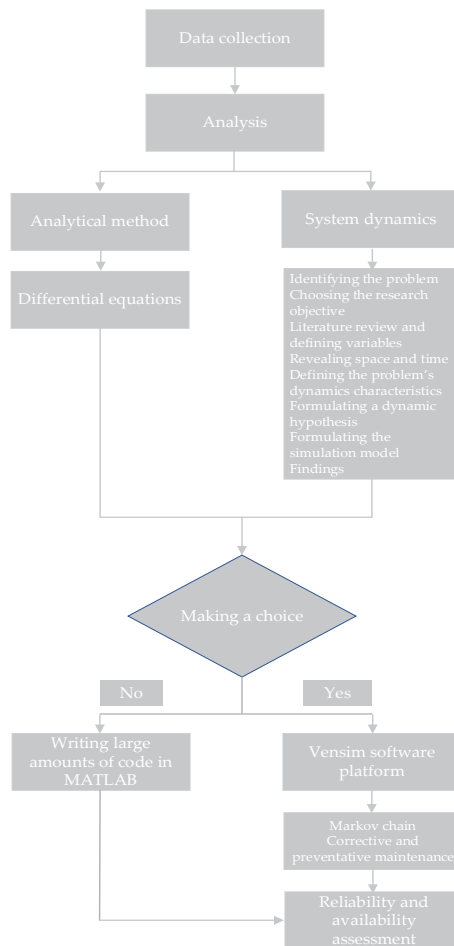 Data collection
Analysis
Analytical method
System dynamics
Differential equations
Identifying the problem
Choosing the research
objective
Literature review and
defining variables
Revealing space and time
Defining the problem's
dynamics characteristics
Formulating a dynamic
hypothesis
Formulating the
simulation model
Findings
Making a choice
No
Yes
Writing large
amounts of code in
MATLAB
Vensim software
platform
Markov chain
Corrective and
preventative maintenance
Reliability and
availability
assessment